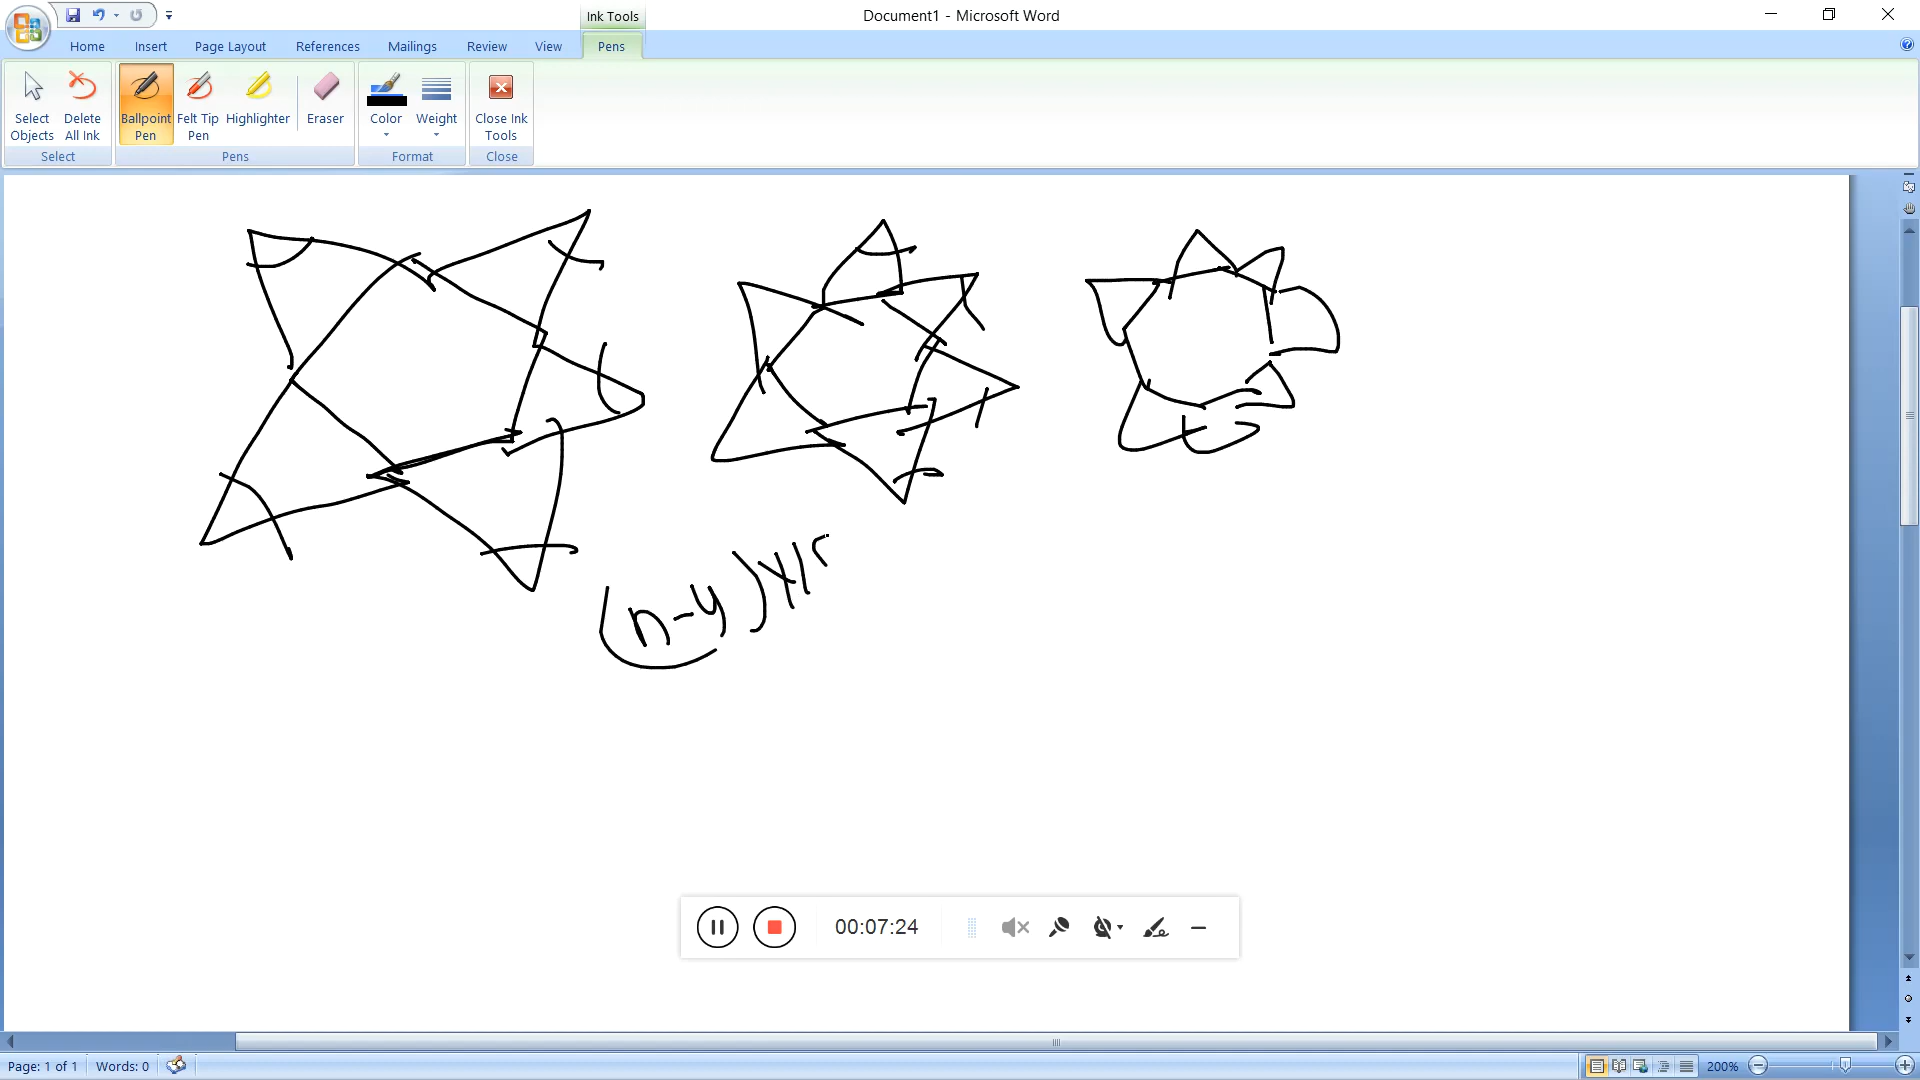 Ink Tools
Document1 - Microsoft Word
Home Insert Page Layout References Mailings Review View Pens
Select Objects
Delete All Ink
Ballpoint Pen
Felt Tip Pen
Highlighter
Eraser
Color
Weight
Close Ink Tools
Select Pens Format Close
(n-4)×1
00:07:24
Page: 1 of 1 Words: 0 200%